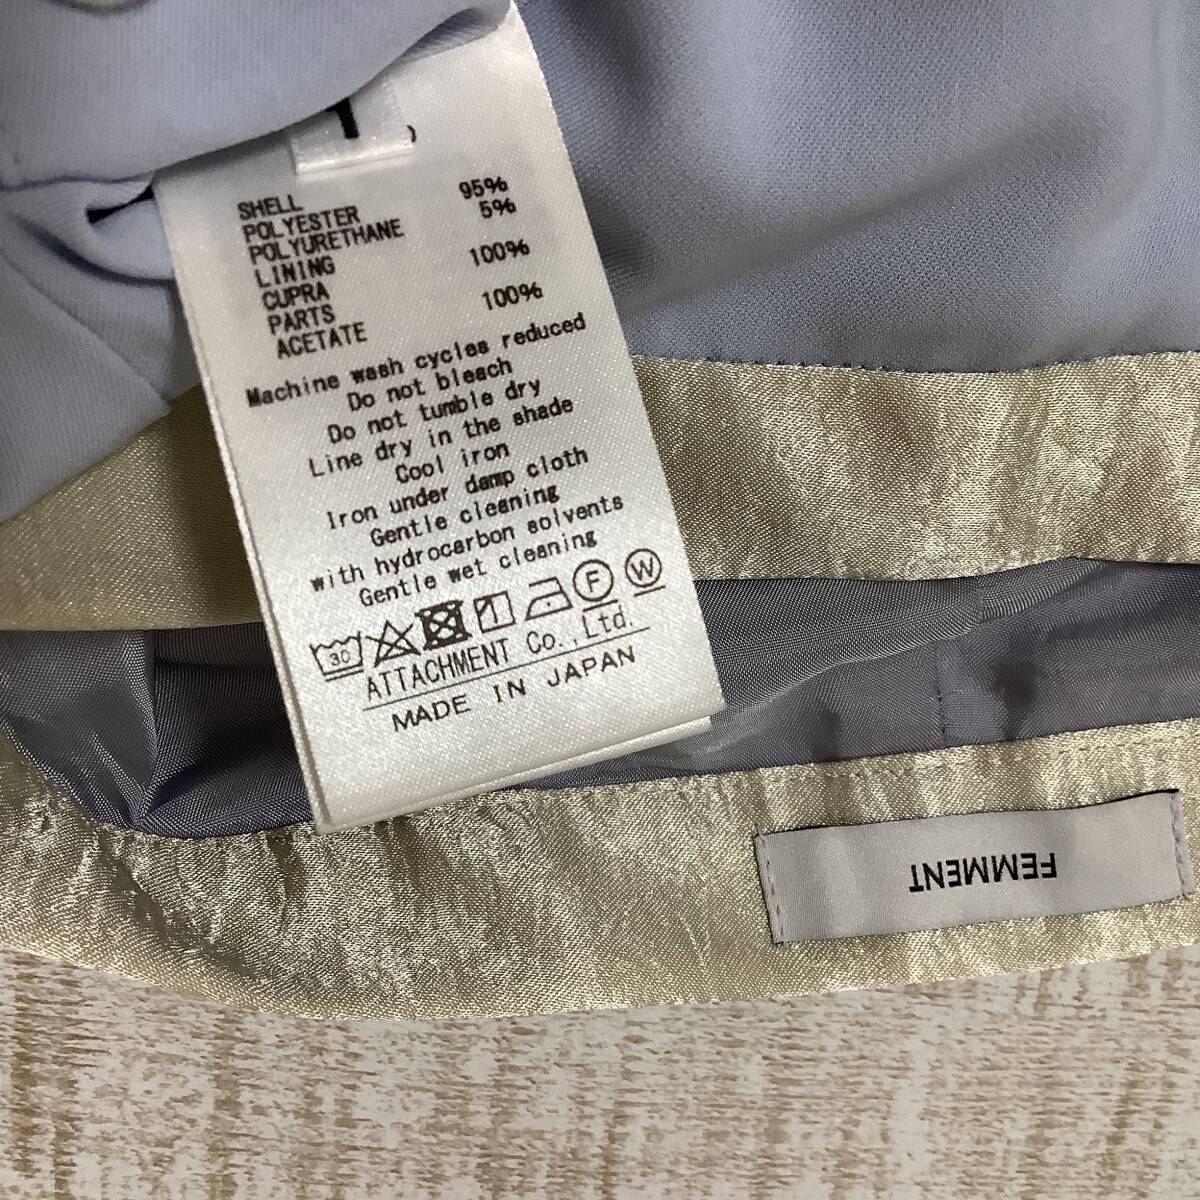 1
SHELL
POLYESTER 95%
POLYURETHANE 5%
LINING
CUPRA 100%
PARTS
ACETATE 100%
Machine wash cycles reduced
Do not bleach
Do not tumble dry
Line dry in the shade
Cool iron
Iron under damp cloth
Gentle cleaning
with hydrocarbon solvents
Gentle wet cleaning
30 F W
ATTACHMENT Co.,Ltd.
MADE IN JAPAN
FEMMENT